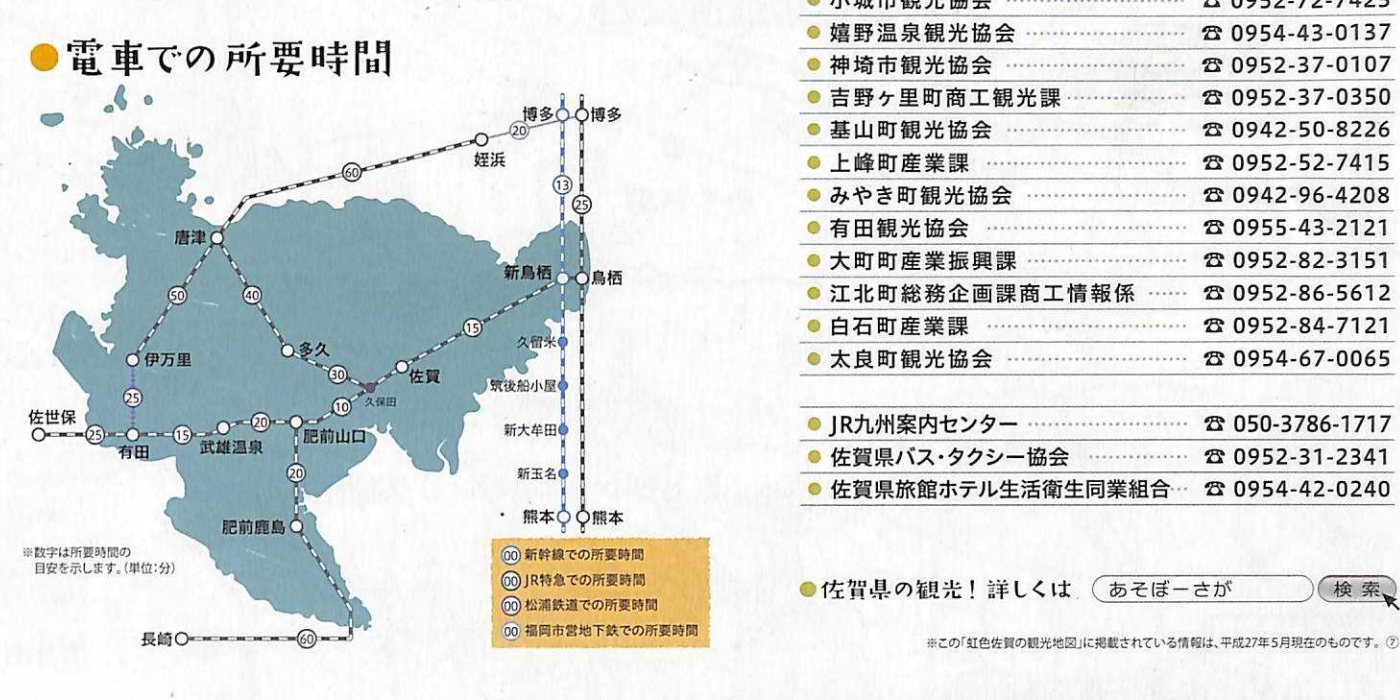 ●電車での所要時間
博多
博多
20
姪浜
60
13
25
唐津
新鳥栖
鳥栖
50
40
15
久留米
多久
伊万里
30
佐賀
筑後船小屋
久保田
25
10
佐世保
20
新大牟田
25
15
肥前山口
有田
武雄温泉
20
新玉名
肥前鹿島
熊本
熊本
※数字は所要時間の
目安を示します。(単位:分)
長崎
60
00 新幹線での所要時間
00 JR特急での所要時間
00 松浦鉄道での所要時間
00 福岡市営地下鉄での所要時間
●小城市観光協会 ☎ 0952-72-7423
●嬉野温泉観光協会 ☎ 0954-43-0137
●神埼市観光協会 ☎ 0952-37-0107
●吉野ヶ里町商工観光課 ☎ 0952-37-0350
●基山町観光協会 ☎ 0942-50-8226
●上峰町産業課 ☎ 0952-52-7415
●みやき町観光協会 ☎ 0942-96-4208
●有田観光協会 ☎ 0955-43-2121
●大町町産業振興課 ☎ 0952-82-3151
●江北町総務企画課商工情報係 ☎ 0952-86-5612
●白石町産業課 ☎ 0952-84-7121
●太良町観光協会 ☎ 0954-67-0065
●JR九州案内センター ☎ 050-3786-1717
●佐賀県バス・タクシー協会 ☎ 0952-31-2341
●佐賀県旅館ホテル生活衛生同業組合 ☎ 0954-42-0240
●佐賀県の観光!詳しくは あそぼーさが 検索
※この「虹色佐賀の観光地図」に掲載されている情報は、平成27年5月現在のものです。⑦